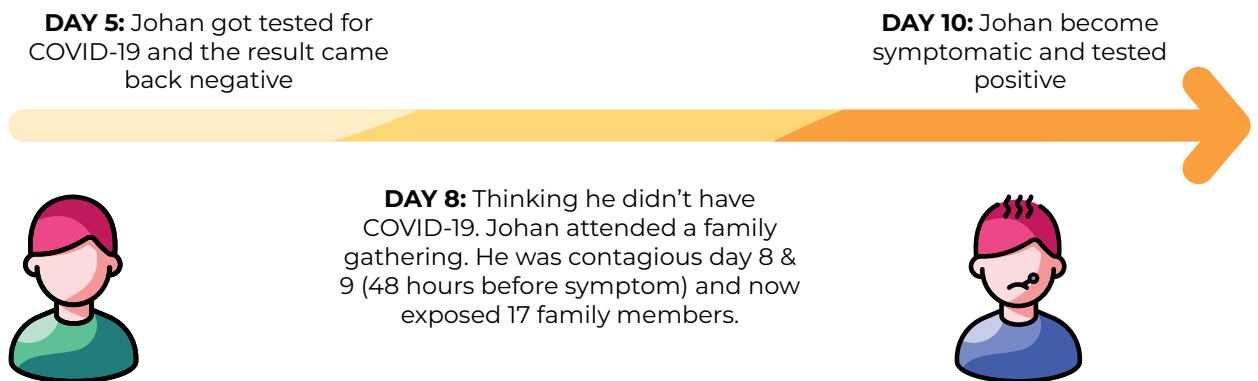 DAY 5: Johan got tested for
COVID-19 and the result came
back negative
DAY 10: Johan become
symptomatic and tested
positive
DAY 8: Thinking he didn’t have
COVID-19. Johan attended a family
gathering. He was contagious day 8 &
9 (48 hours before symptom) and now
exposed 17 family members.